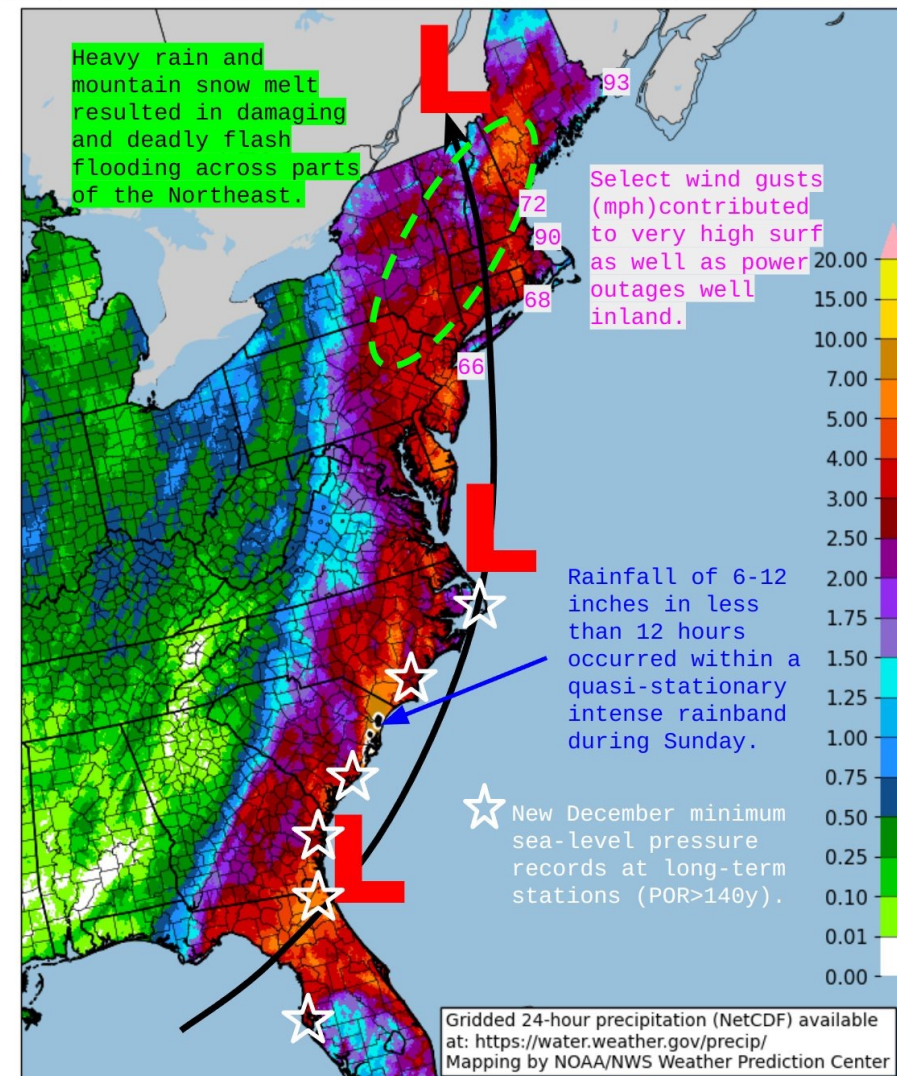 Heavy rain and
mountain snow melt
resulted in damaging
and deadly flash
flooding across parts
of the Northeast.
L
93
Select wind gusts
(mph)contributed
to very high surf
as well as power
outages well
inland.
72
90
68
66
L
Rainfall of 6-12
inches in less
than 12 hours
occurred within a
quasi-stationary
intense rainband
during Sunday.
New December minimum
sea-level pressure
records at long-term
stations (POR>140y).
L
20.00
15.00
10.00
7.00
5.00
4.00
3.00
2.50
2.00
1.75
1.50
1.25
1.00
0.75
0.50
0.25
0.10
0.01
0.00
Gridded 24-hour precipitation (NetCDF) available
at: https://water.weather.gov/precip/
Mapping by NOAA/NWS Weather Prediction Center